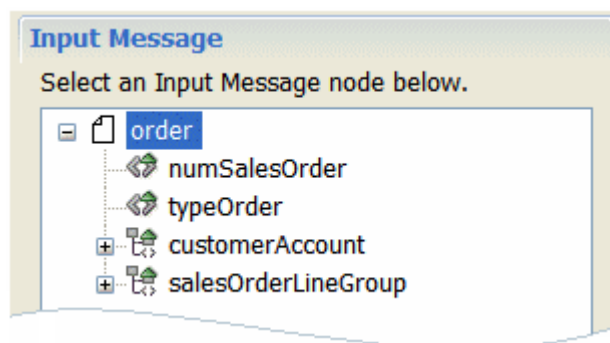 Input Message
Select an Input Message node below.
order
numSalesOrder
typeOrder
customerAccount
salesOrderLineGroup